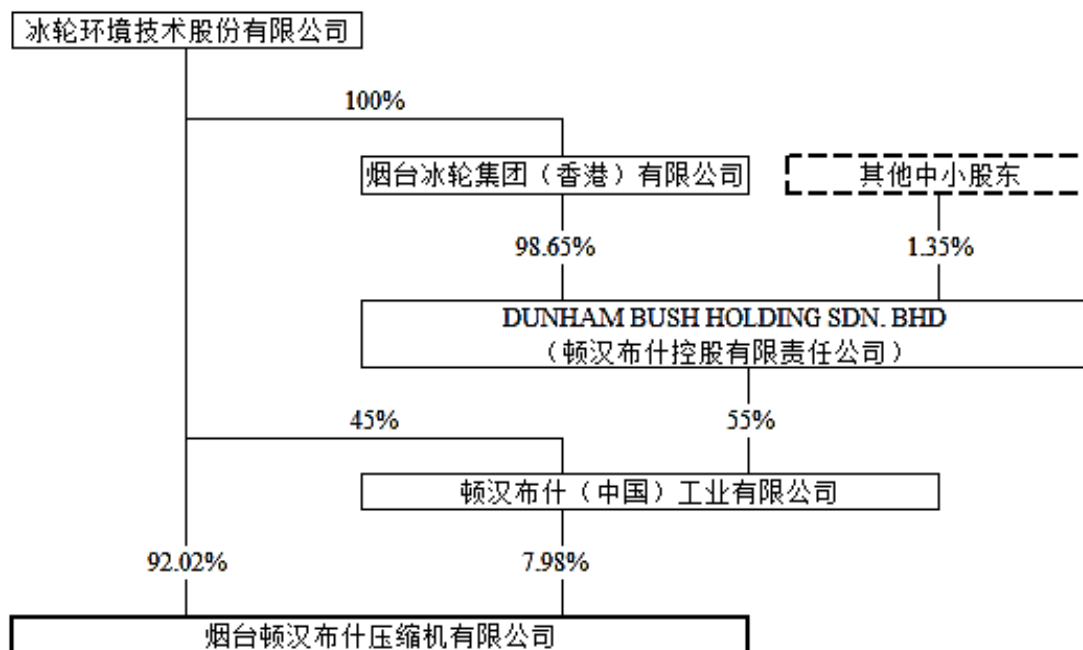 冰轮环境技术股份有限公司
100%
烟台冰轮集团（香港）有限公司
其他中小股东
98.65%
1.35%
DUNHAM BUSH HOLDING SDN. BHD
（顿汉布什控股有限责任公司）
45%
55%
顿汉布什（中国）工业有限公司
92.02%
7.98%
烟台顿汉布什压缩机有限公司